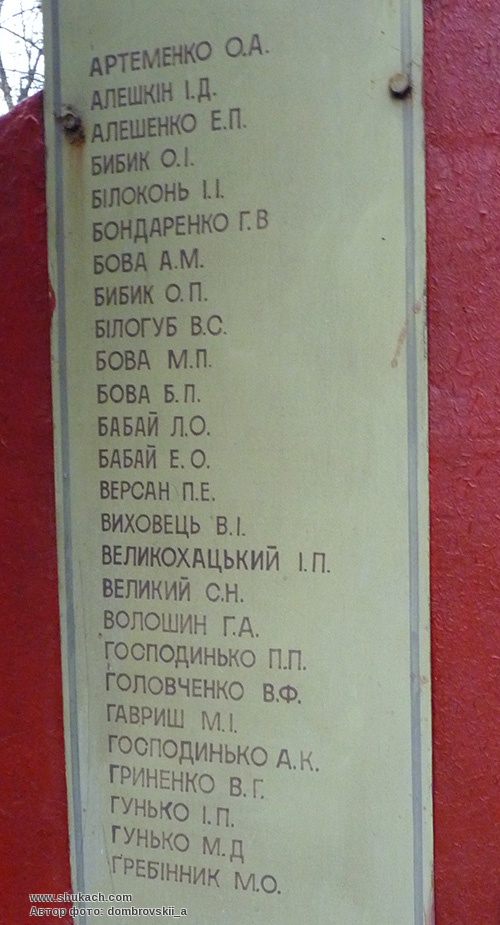 АРТЕМЕНКО О.А.
АЛЕШКІН І.Д.
АЛЕШЕНКО Е.П.
БИБИК О.І.
БІЛОКОНЬ І.І.
БОНДАРЕНКО Г.В
БОВА А.М.
БИБИК О.П.
БІЛОГУБ В.С.
БОВА М.П.
БОВА Б.П.
БАБАЙ Л.О.
БАБАЙ Е.О.
ВЕРСАН П.Е.
ВИХОВЕЦЬ В.І.
ВЕЛИКОХАЦЬКИЙ І.П.
ВЕЛИКИЙ С.Н.
ВОЛОШИН Г.А.
ГОСПОДИНЬКО П.П.
ГОЛОВЧЕНКО В.Ф.
ГАВРИШ М.І.
ГОСПОДИНЬКО А.К.
ГРИНЕНКО В.Г.
ГУНЬКО І.П.
ГУНЬКО М.Д
ГРЕБІННИК М.О.
www.shukach.com
Автор фото: dombrovskii_a